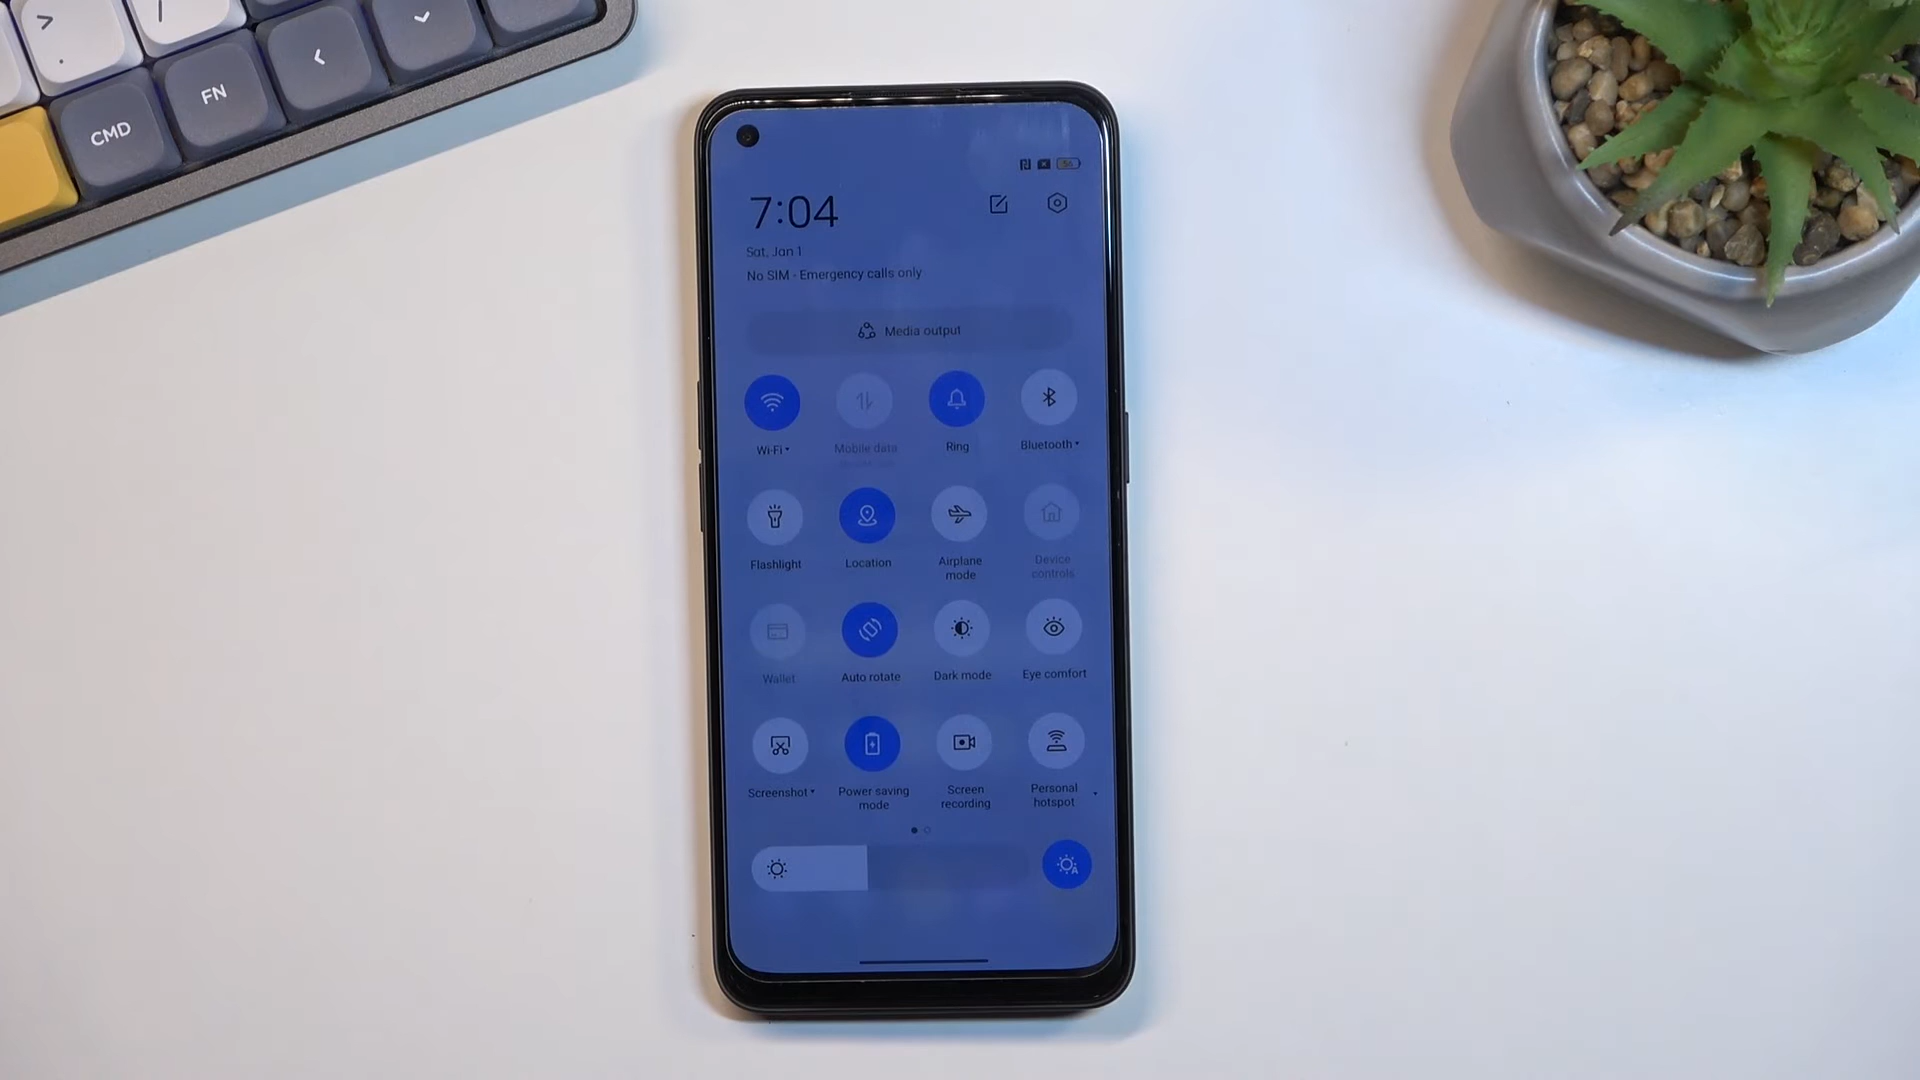 FN
CMD
7:04
Sat, Jan 1
No SIM - Emergency calls only
Media output
Wi-Fi
Mobile data
Ring
Bluetooth
Flashlight
Location
Airplane
mode
Device
controls
Wallet
Auto rotate
Dark mode
Eye comfort
Screenshot
Power saving
mode
Screen
recording
Personal
hotspot
A